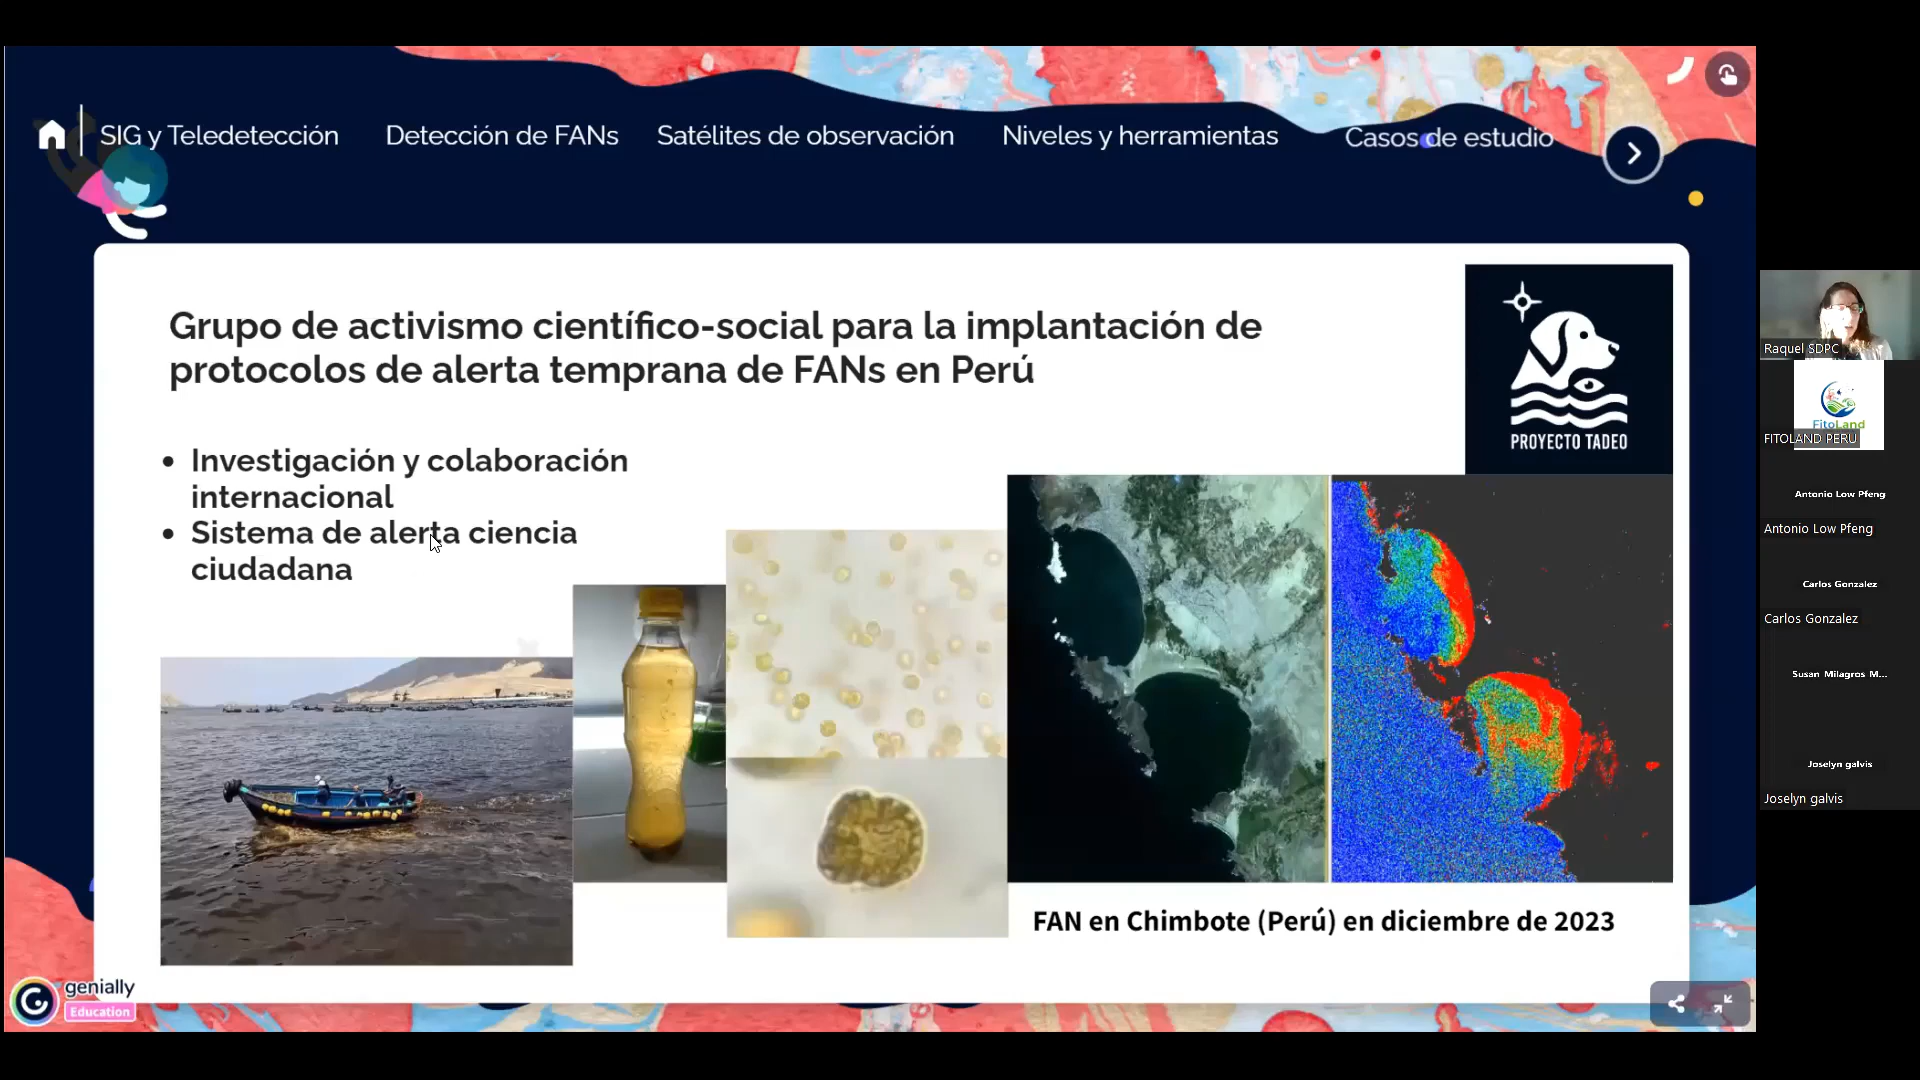 SIG y Teledetección
Detección de FANs
Satélites de observación
Niveles y herramientas
Casos de estudio
Grupo de activismo científico-social para la implantación de
protocolos de alerta temprana de FANs en Perú
PROYECTO TADEO
Investigación y colaboración
internacional
Sistema de alerta ciencia
ciudadana
FAN en Chimbote (Perú) en diciembre de 2023
genially
Education
Raquel SDPC
FitoLand
FITOLAND PERU
Antonio Low Pfeng
Antonio Low Pfeng
Carlos Gonzalez
Carlos Gonzalez
Susan Milagros M...
Joselyn galvis
Joselyn galvis